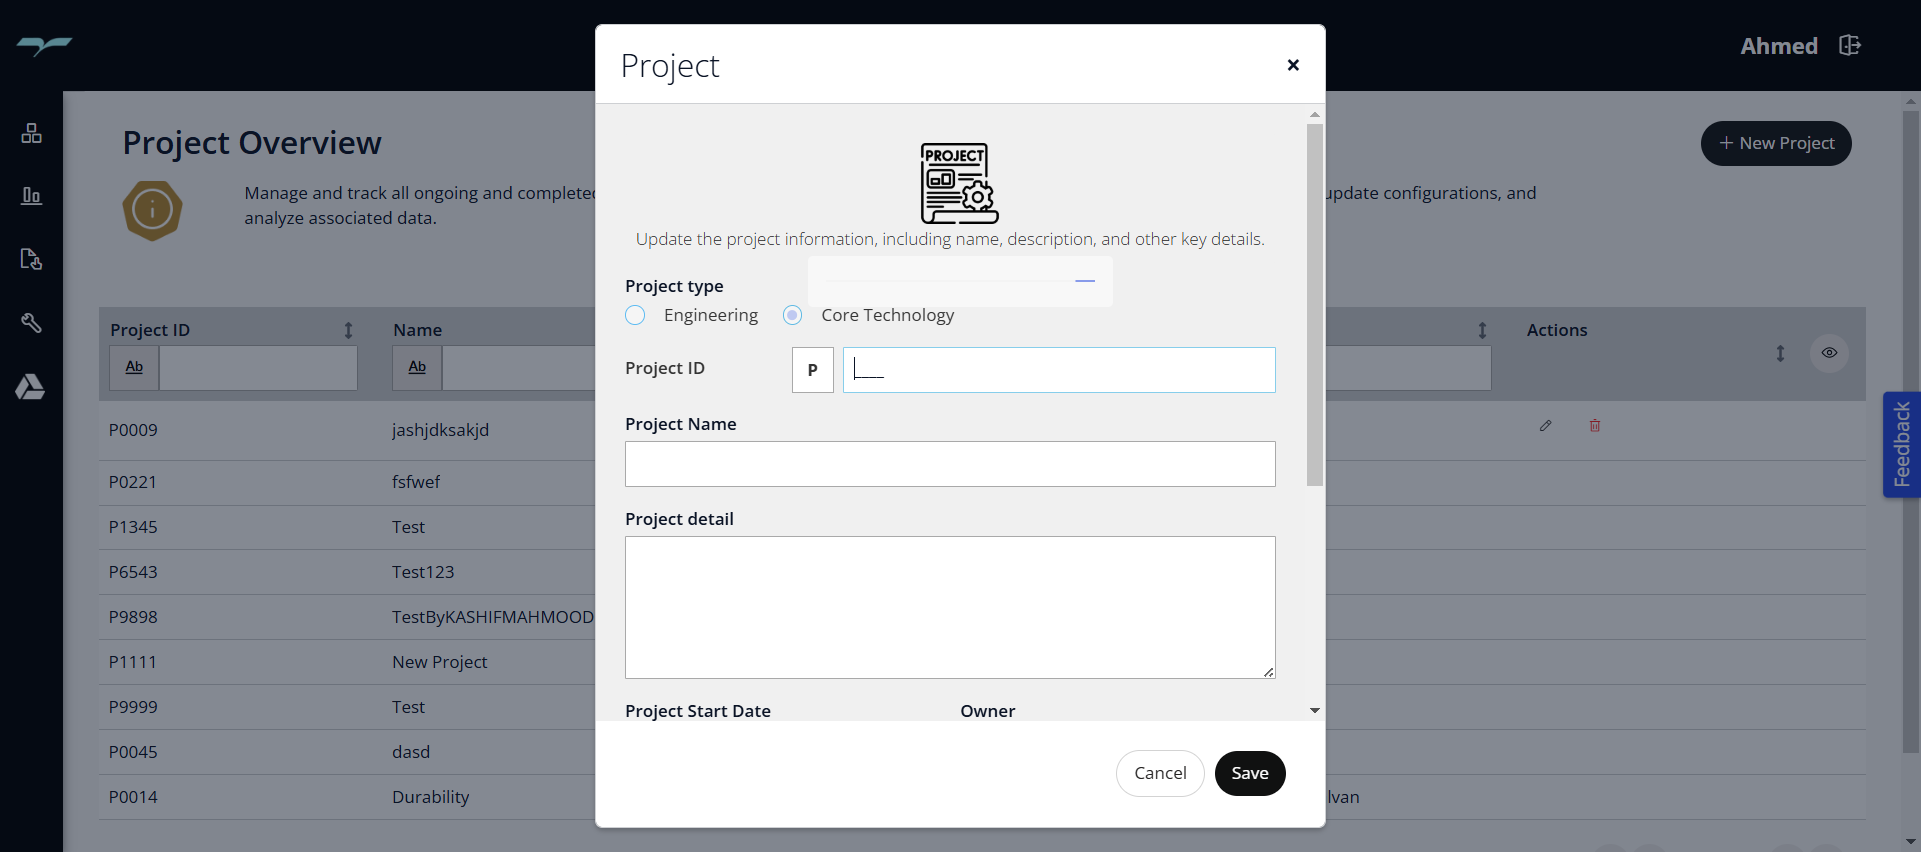 Ahmed
Project Overview
+ New Project
Manage and track all ongoing and complete
update configurations, and
analyze associated data.
Project ID
Name
Actions
Ab
Ab
P0009
jashjdksakjd
P0221
fsfwef
P1345
Test
P6543
Test123
P9898
TestByKASHIFMAHMOOD
P1111
New Project
P9999
Test
P0045
dasd
P0014
Durability
lvan
Feedback
Project
×
PROJECT
Update the project information, including name, description, and other key details.
Project type
Engineering
Core Technology
Project ID
P
____
Project Name
Project detail
Project Start Date
Owner
Cancel
Save